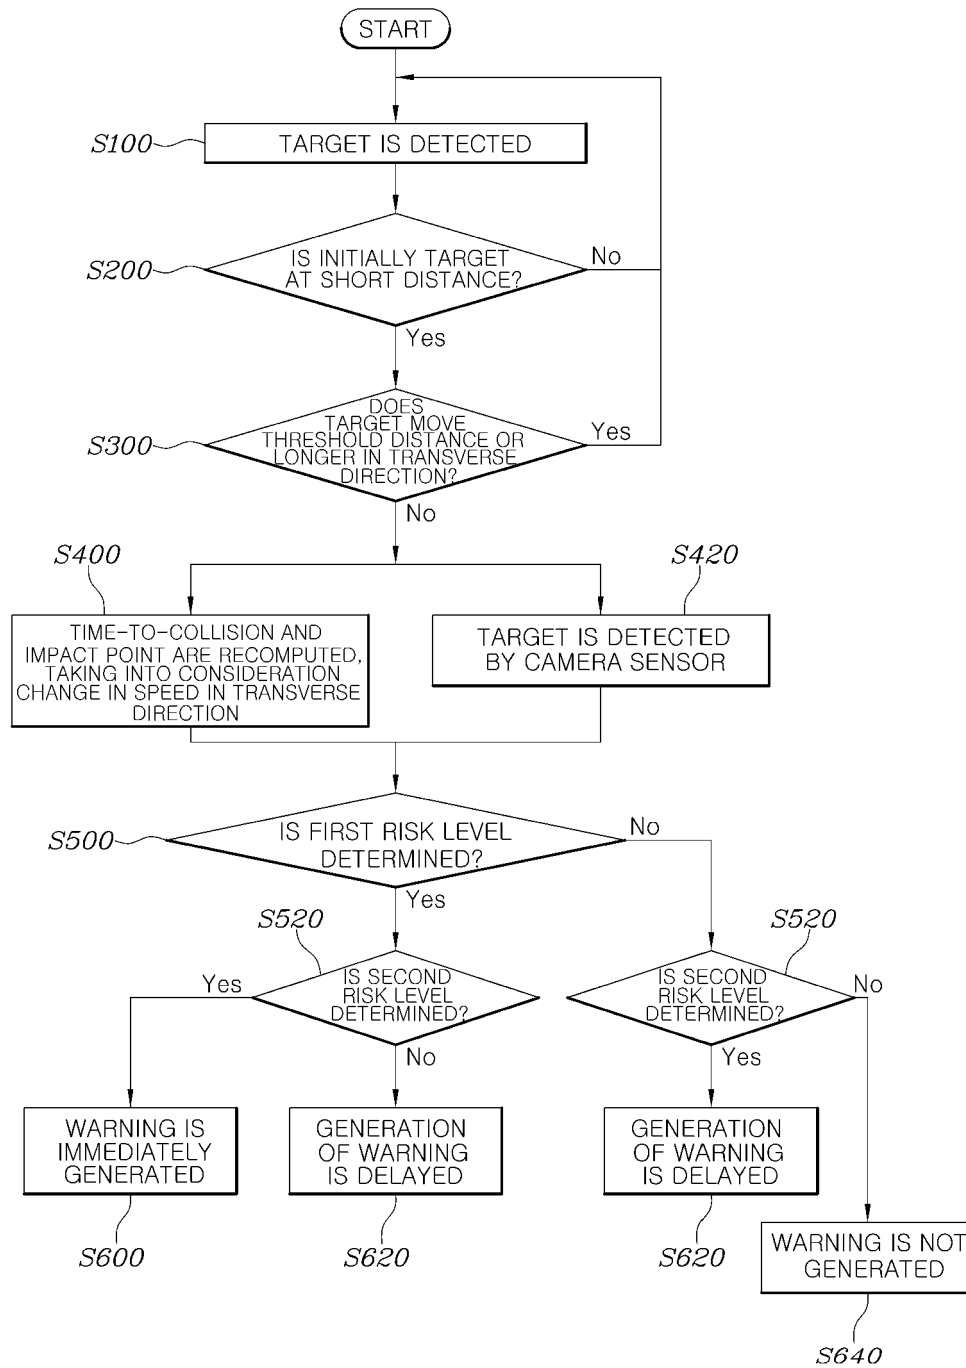 START
S100
TARGET IS DETECTED
S200
IS INITIALLY TARGET
AT SHORT DISTANCE?
No
Yes
S300
DOES
TARGET MOVE
THRESHOLD DISTANCE OR
LONGER IN TRANSVERSE
DIRECTION?
Yes
No
S400
S420
TIME-TO-COLLISION AND
IMPACT POINT ARE RECOMPUTED,
TAKING INTO CONSIDERATION
CHANGE IN SPEED IN TRANSVERSE
DIRECTION
TARGET IS DETECTED
BY CAMERA SENSOR
S500
IS FIRST RISK LEVEL
DETERMINED?
No
Yes
S520
S520
Yes
IS SECOND
RISK LEVEL
DETERMINED?
No
IS SECOND
RISK LEVEL
DETERMINED?
No
Yes
WARNING IS
IMMEDIATELY
GENERATED
GENERATION
OF WARNING
IS DELAYED
GENERATION
OF WARNING
IS DELAYED
S600
S620
S620
WARNING IS NOT
GENERATED
S640